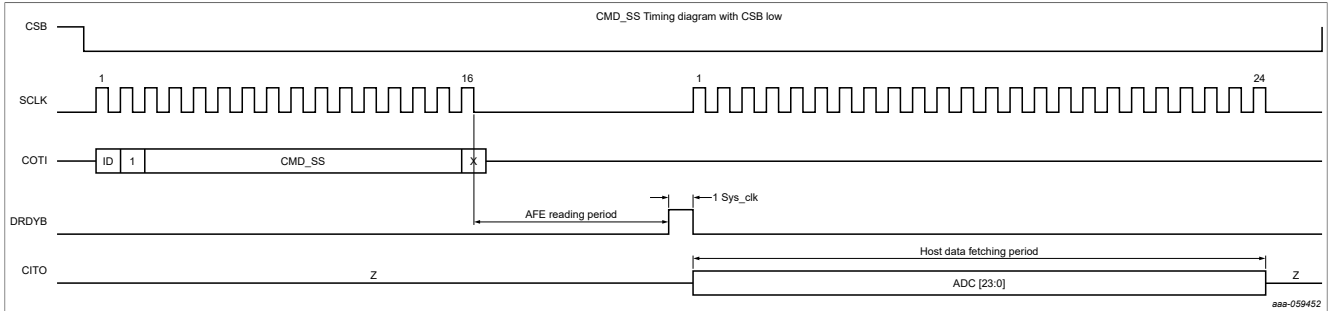 CMD_SS Timing diagram with CSB low
CSB
1 16 1 24
SCLK
COTI ID 1 CMD_SS X
1 Sys_clk
AFE reading period
DRDYB
Host data fetching period
CITO Z ADC [23:0] Z
aaa-059452